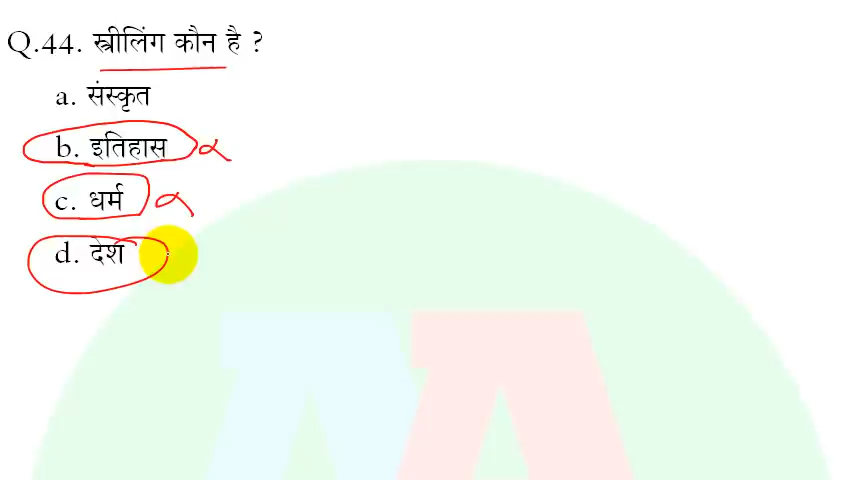 Q.44. स्त्रीलिंग कौन है ?
a. संस्कृत
b. इतिहास
c. धर्म
d. देश